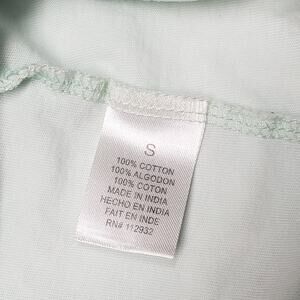 S
100% COTTON
100% ALGODON
100% COTON
MADE IN INDIA
HECHO EN INDIA
FAIT EN INDE
RN# 112932